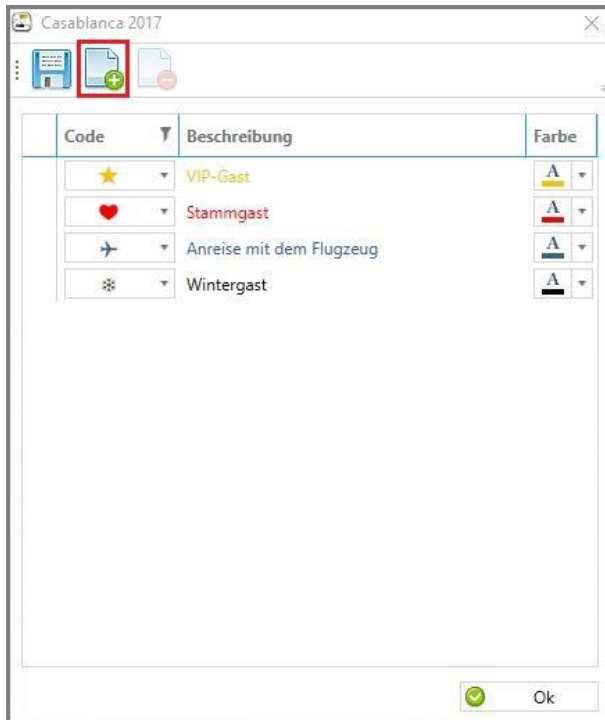 Casablanca 2017
Code Beschreibung Farbe
VIP-Gast A
Stammgast A
Anreise mit dem Flugzeug A
Wintergast A
Ok